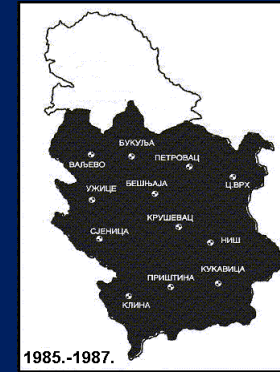 БУКУЉА
ВАЉЕВО
ПЕТРОВАЦ
Ц.ВРХ
УЖИЦЕ
БЕШЊАЈА
КРУШЕВАЦ
СЈЕНИЦА
НИШ
КУКАВИЦА
ПРИШТИНА
КЛИНА
1985.-1987.